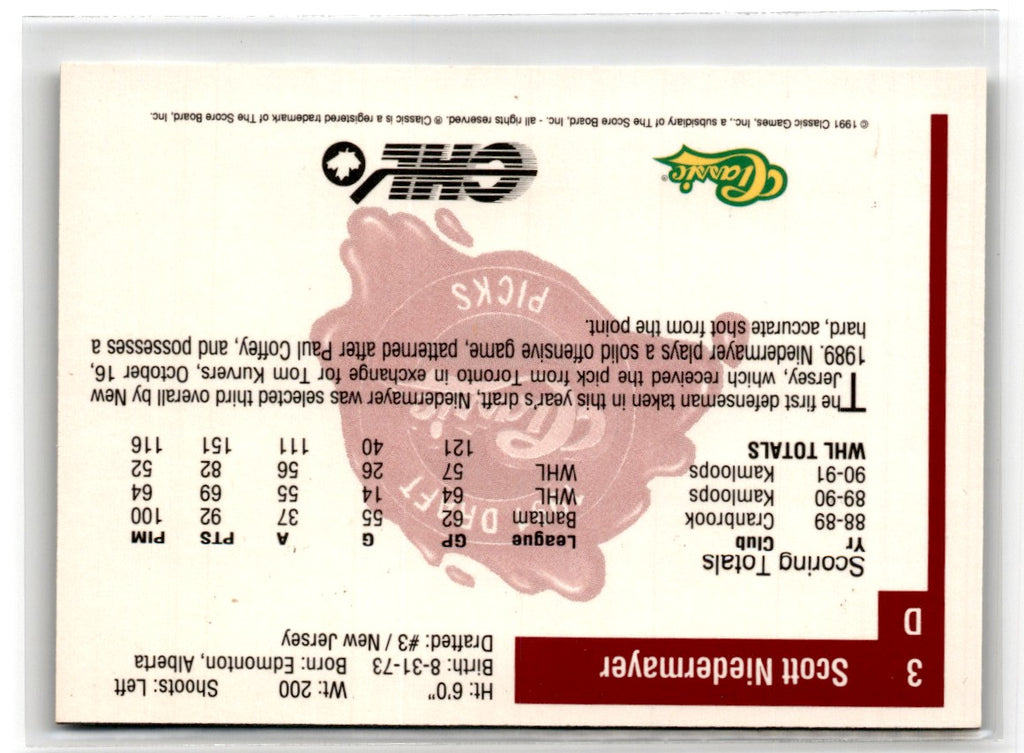 3 Scott Niedermayer
D
Ht: 6'0" Wt: 200 Shoots: Left
Birth: 8-31-73 Born: Edmonton, Alberta
Drafted: #3 / New Jersey
Scoring Totals
Yr Club League GP G A PTS PIM
88-89 Cranbrook Bantam 62 55 37 92 100
89-90 Kamloops WHL 64 14 55 69 64
90-91 Kamloops WHL 57 26 56 82 52
WHL TOTALS 121 40 111 151 116
The first defenseman taken in this year's draft, Niedermayer was selected third overall by New
Jersey, which received the pick from Toronto in exchange for Tom Kurvers, October 16,
1989. Niedermayer plays a solid offensive game, patterned after Paul Coffey, and possesses a
hard, accurate shot from the point.
DRAFT
Classic
PICKS
Classic®
CHL
© 1991 Classic Games, Inc., a subsidiary of The Score Board, Inc. - all rights reserved. ® Classic is a registered trademark of The Score Board, Inc.